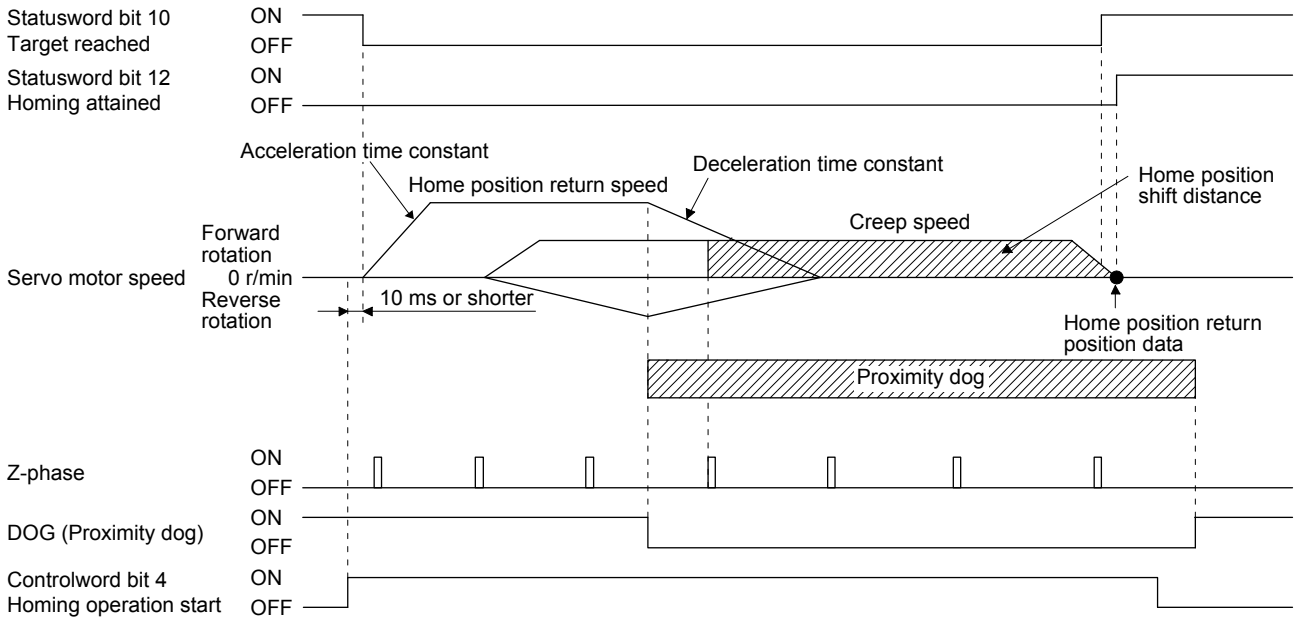 Statusword bit 10
Target reached
ON
OFF
Statusword bit 12
Homing attained
ON
OFF
Acceleration time constant
Home position return speed
Deceleration time constant
Home position
shift distance
Creep speed
Forward
rotation
Servo motor speed
0 r/min
Reverse
rotation
10 ms or shorter
Home position return
position data
Proximity dog
Z-phase
ON
OFF
DOG (Proximity dog)
ON
OFF
Controlword bit 4
Homing operation start
ON
OFF